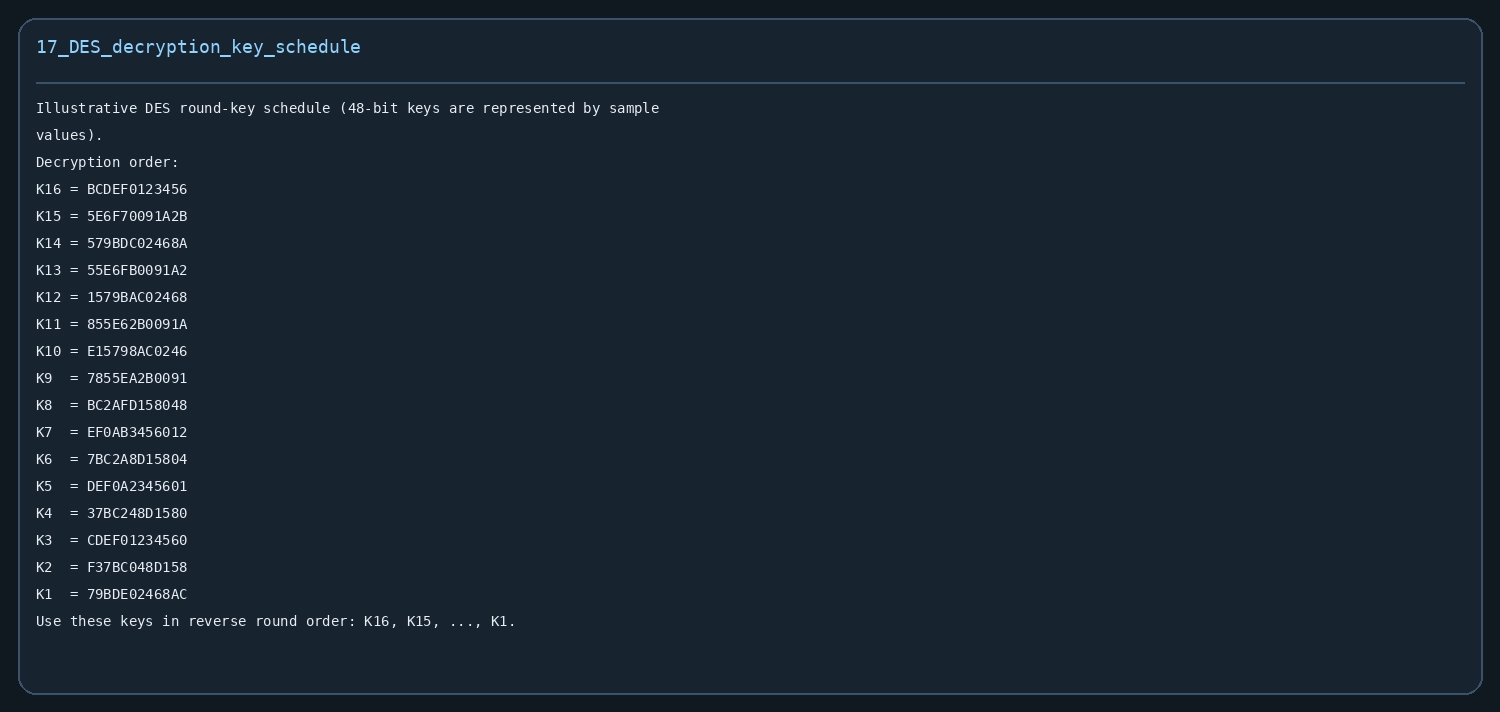 17_DES_decryption_key_schedule
Illustrative DES round-key schedule (48-bit keys are represented by sample
values).
Decryption order:
K16 = BCDEF0123456
K15 = 5E6F70091A2B
K14 = 579BDC02468A
K13 = 55E6FB0091A2
K12 = 1579BAC02468
K11 = 855E62B0091A
K10 = E15798AC0246
K9  = 7855EA2B0091
K8  = BC2AFD158048
K7  = EF0AB3456012
K6  = 7BC2A8D15804
K5  = DEF0A2345601
K4  = 37BC248D1580
K3  = CDEF01234560
K2  = F37BC048D158
K1  = 79BDE02468AC
Use these keys in reverse round order: K16, K15, ..., K1.